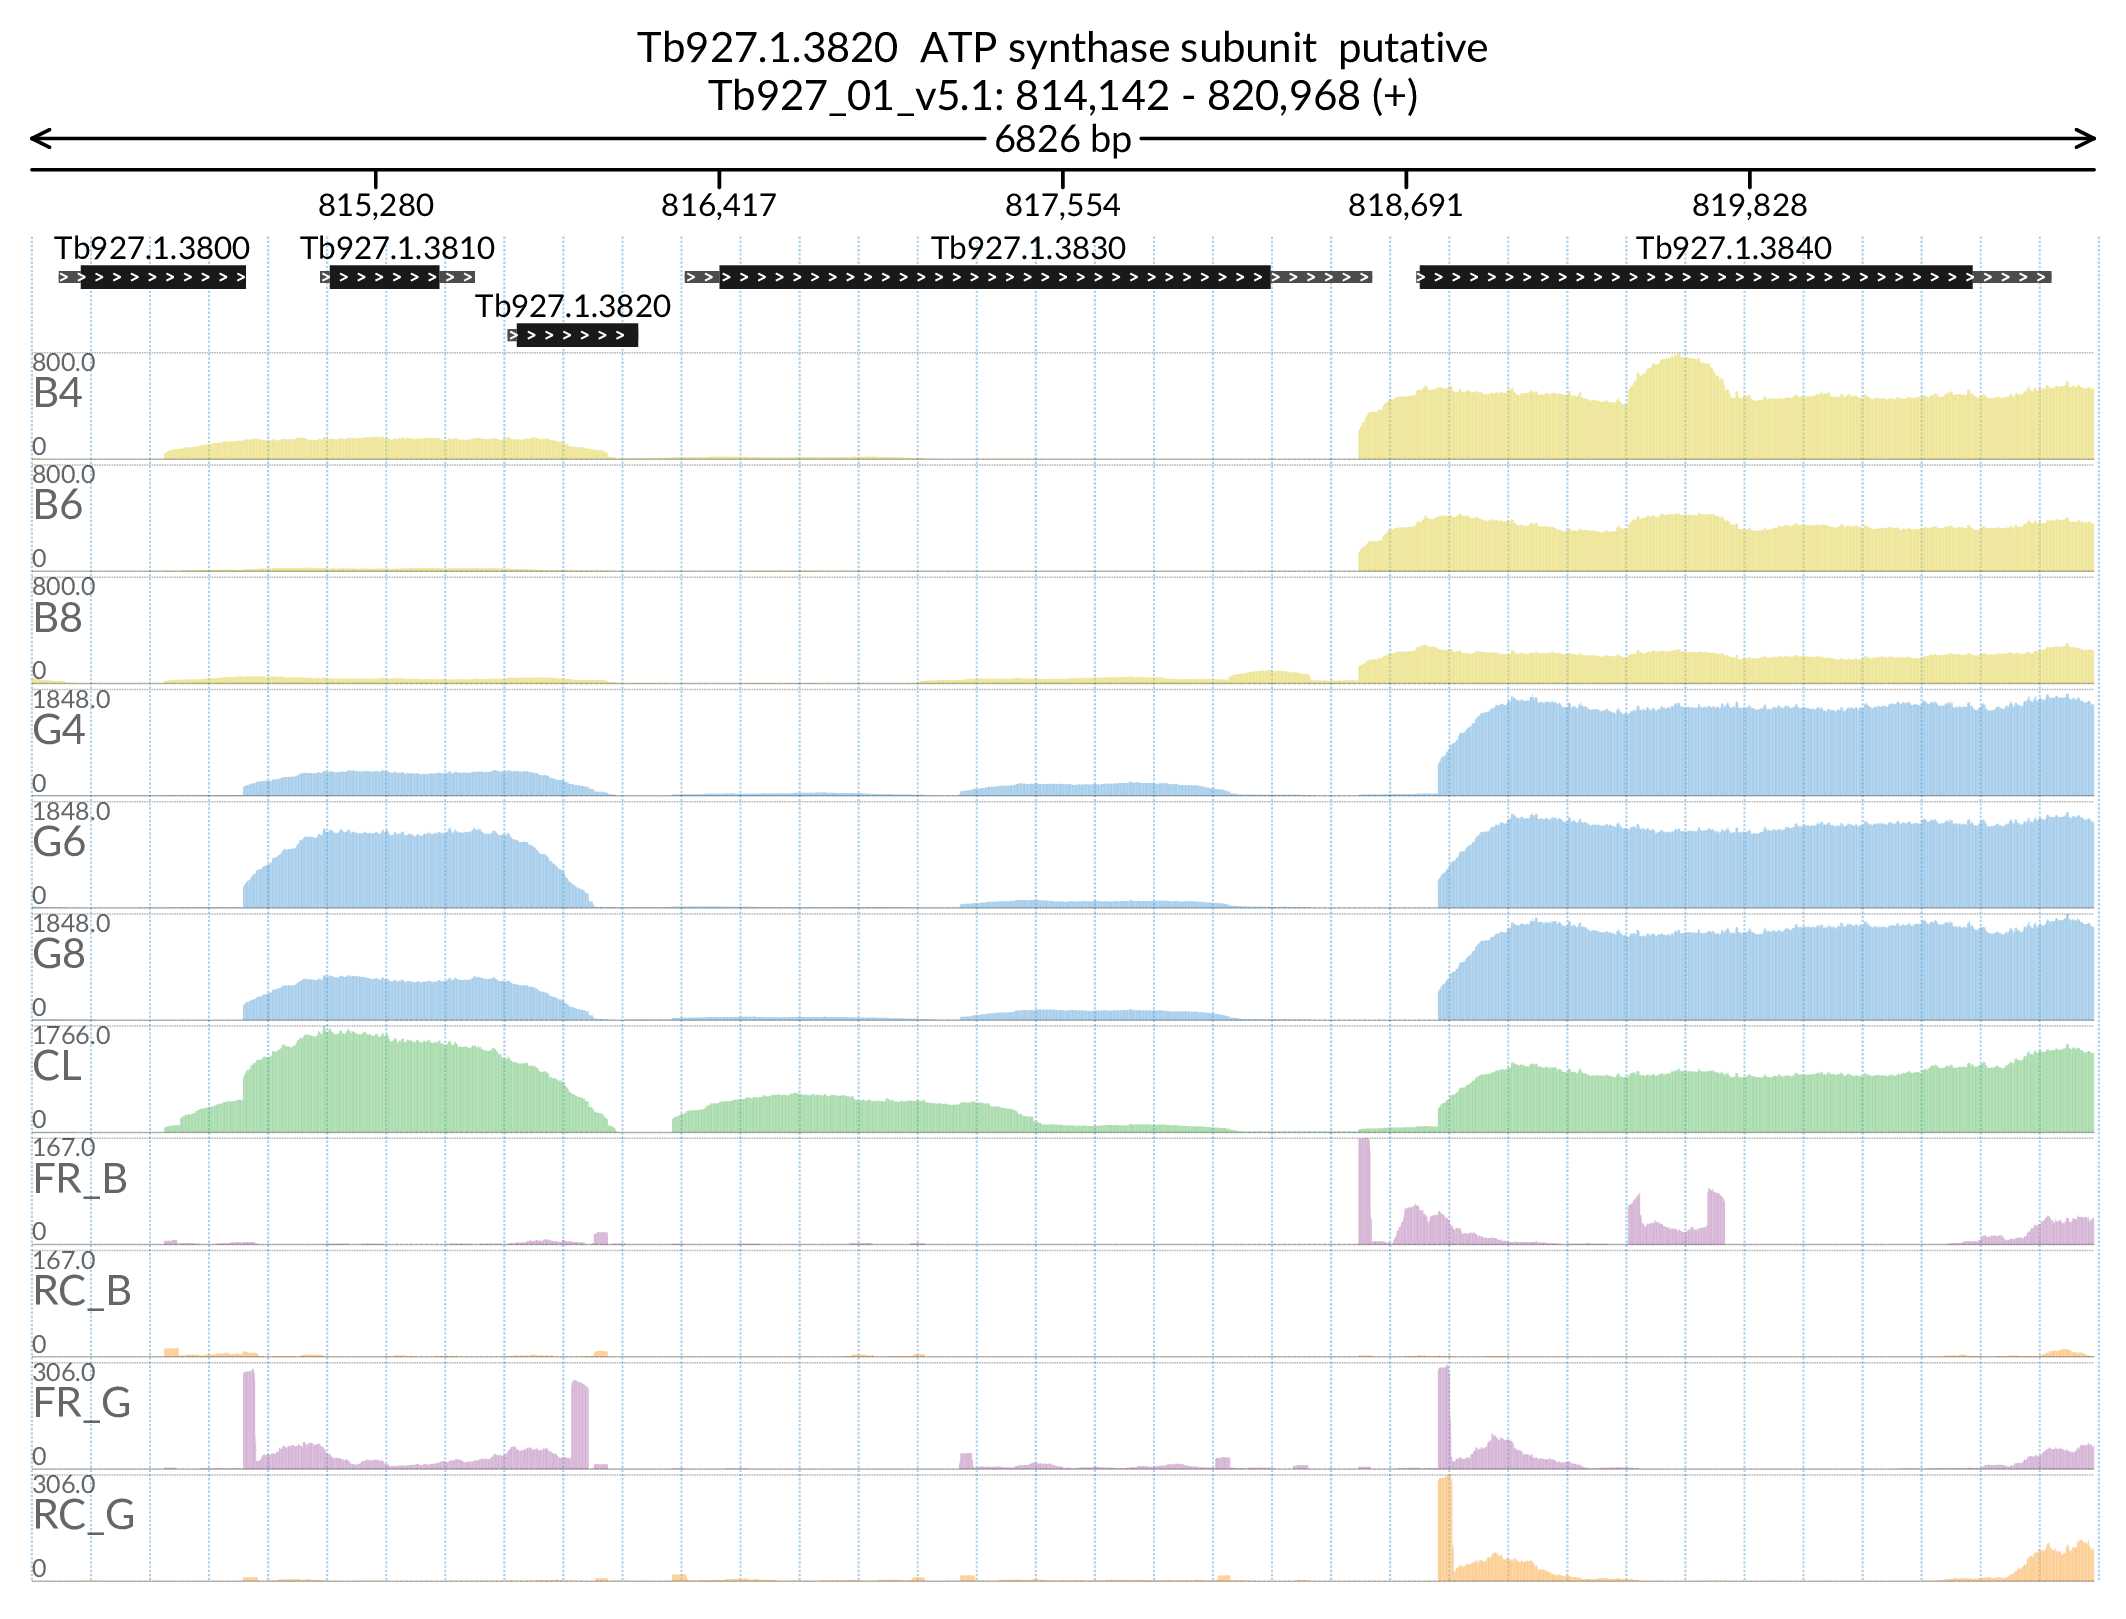 Tb927.1.3820  ATP synthase subunit  putative
Tb927_01_v5.1: 814,142 - 820,968 (+)
6826 bp
815,280 816,417 817,554 818,691 819,828
Tb927.1.3800 Tb927.1.3810 Tb927.1.3830 Tb927.1.3840
Tb927.1.3820
800.0
B4
0
800.0
B6
0
800.0
B8
0
1848.0
G4
0
1848.0
G6
0
1848.0
G8
0
1766.0
CL
0
167.0
FR_B
0
167.0
RC_B
0
306.0
FR_G
0
306.0
RC_G
0